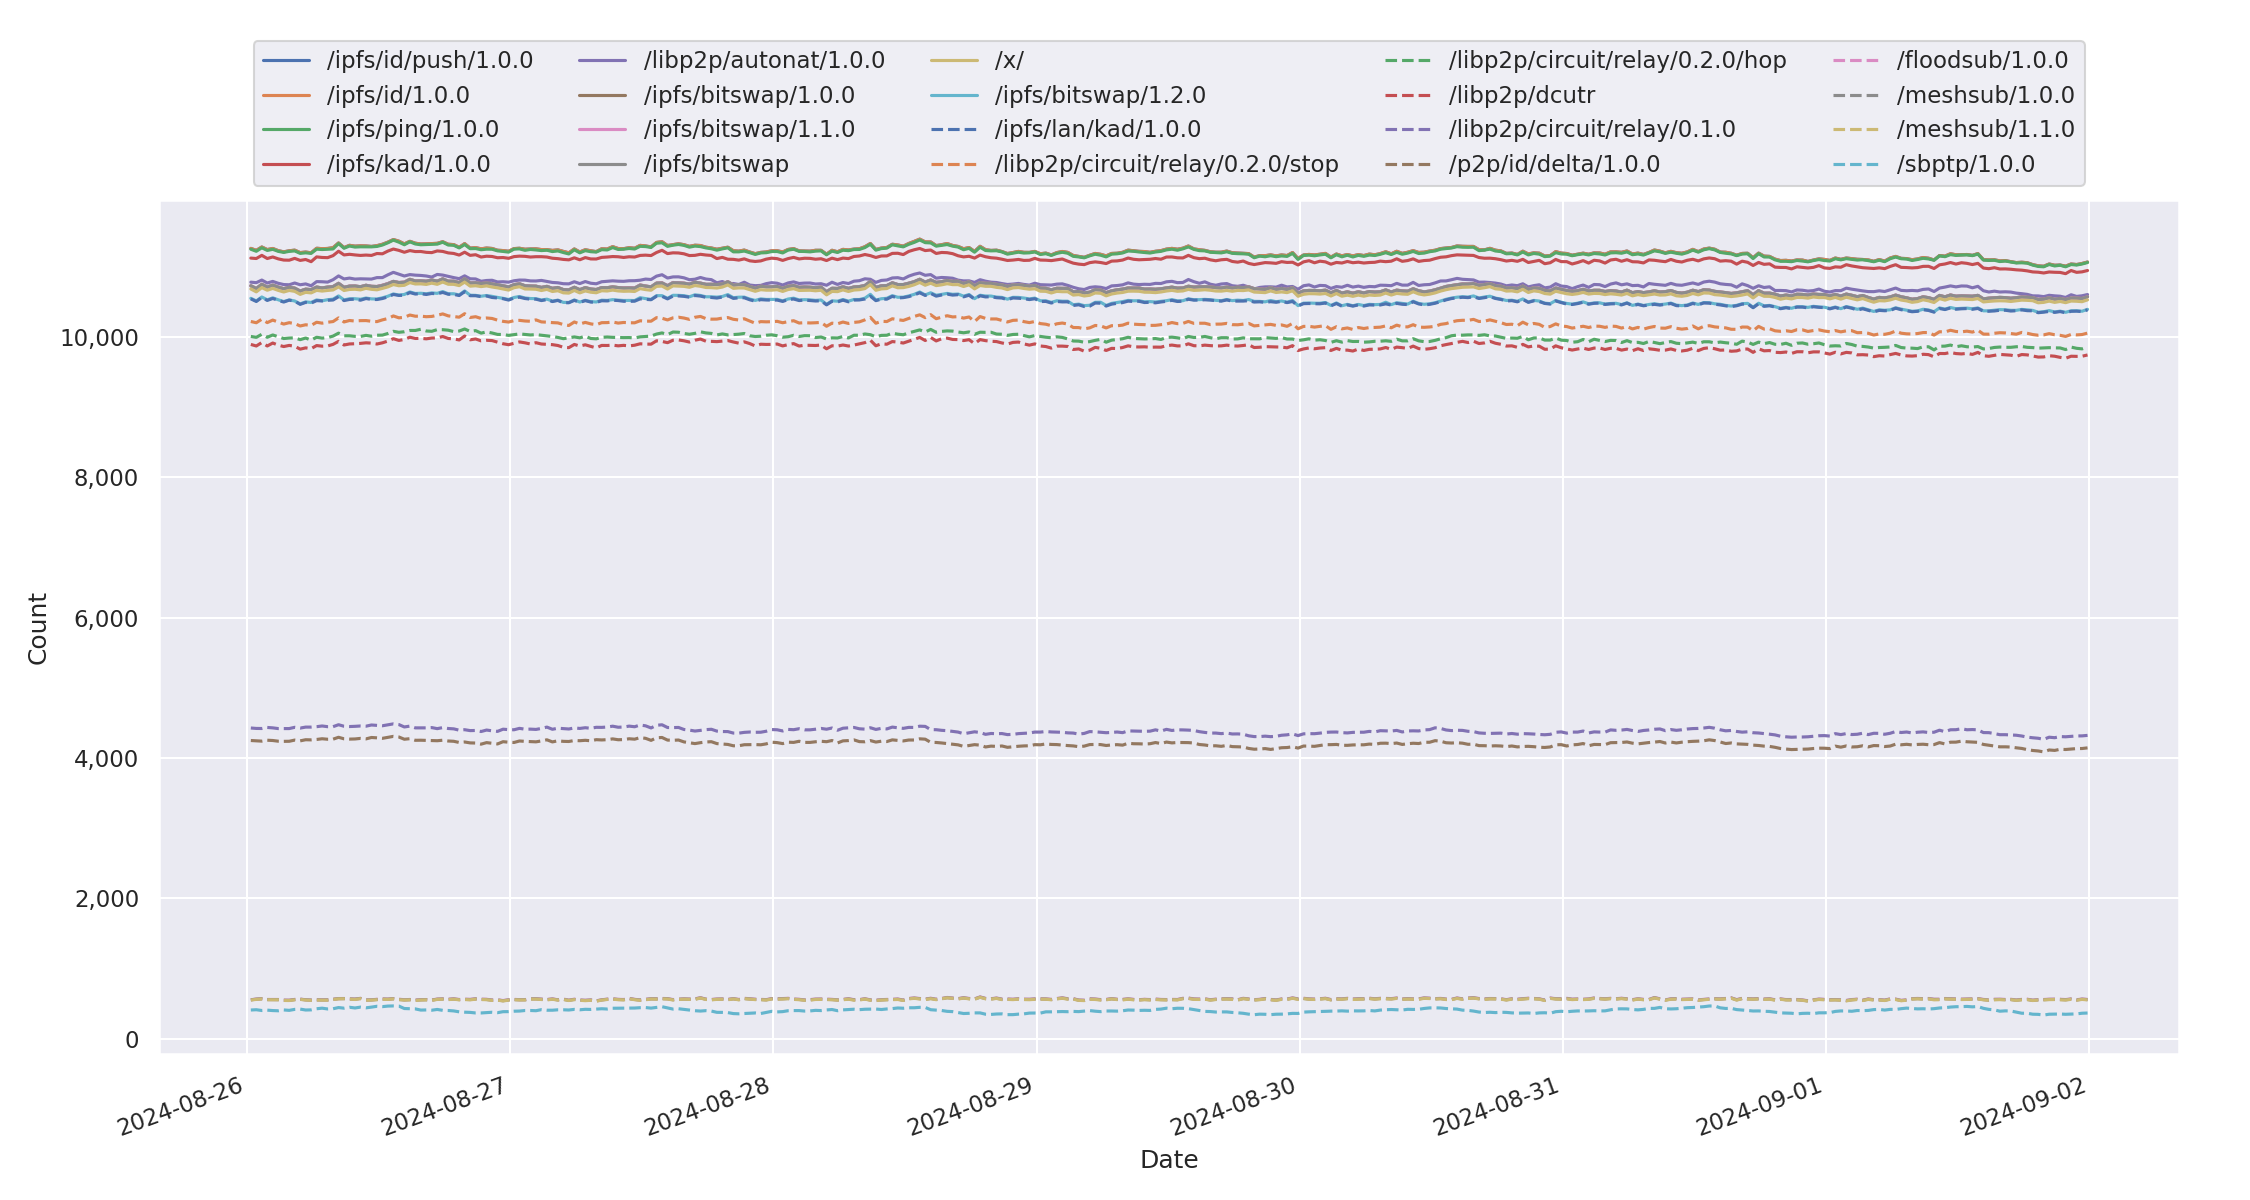 /ipfs/id/push/1.0.0
/ipfs/id/1.0.0
/ipfs/ping/1.0.0
/ipfs/kad/1.0.0
/libp2p/autonat/1.0.0
/ipfs/bitswap/1.0.0
/ipfs/bitswap/1.1.0
/ipfs/bitswap
/x/
/ipfs/bitswap/1.2.0
/ipfs/lan/kad/1.0.0
/libp2p/circuit/relay/0.2.0/stop
/libp2p/circuit/relay/0.2.0/hop
/libp2p/dcutr
/libp2p/circuit/relay/0.1.0
/p2p/id/delta/1.0.0
/floodsub/1.0.0
/meshsub/1.0.0
/meshsub/1.1.0
/sbptp/1.0.0
Count
10,000
8,000
6,000
4,000
2,000
0
2024-08-26
2024-08-27
2024-08-28
2024-08-29
2024-08-30
2024-08-31
2024-09-01
2024-09-02
Date